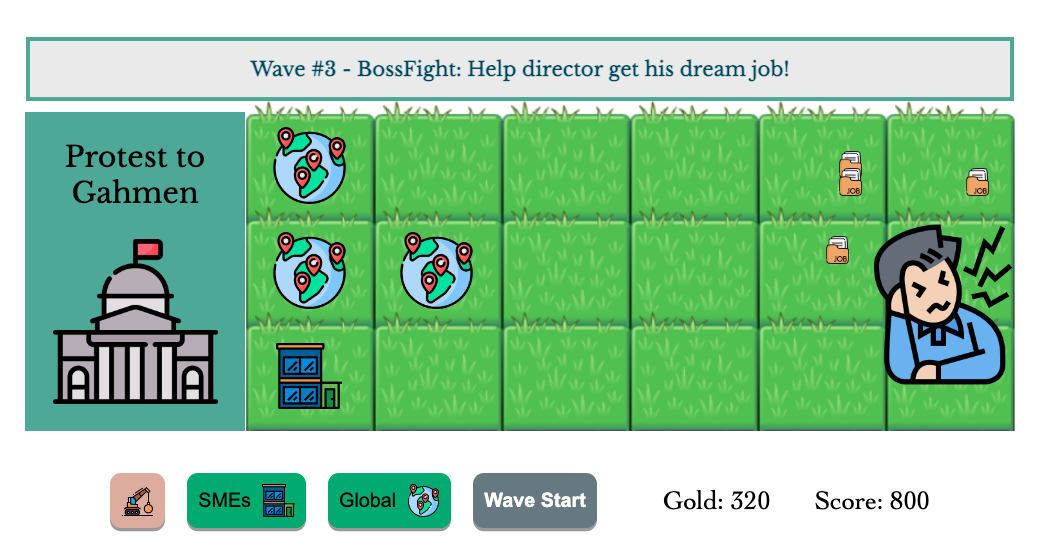 Wave #3 - BossFight: Help director get his dream job!
Protest to
Gahmen
JOB
JOB
JOB
SMEs
Global
Wave Start
Gold: 320
Score: 800